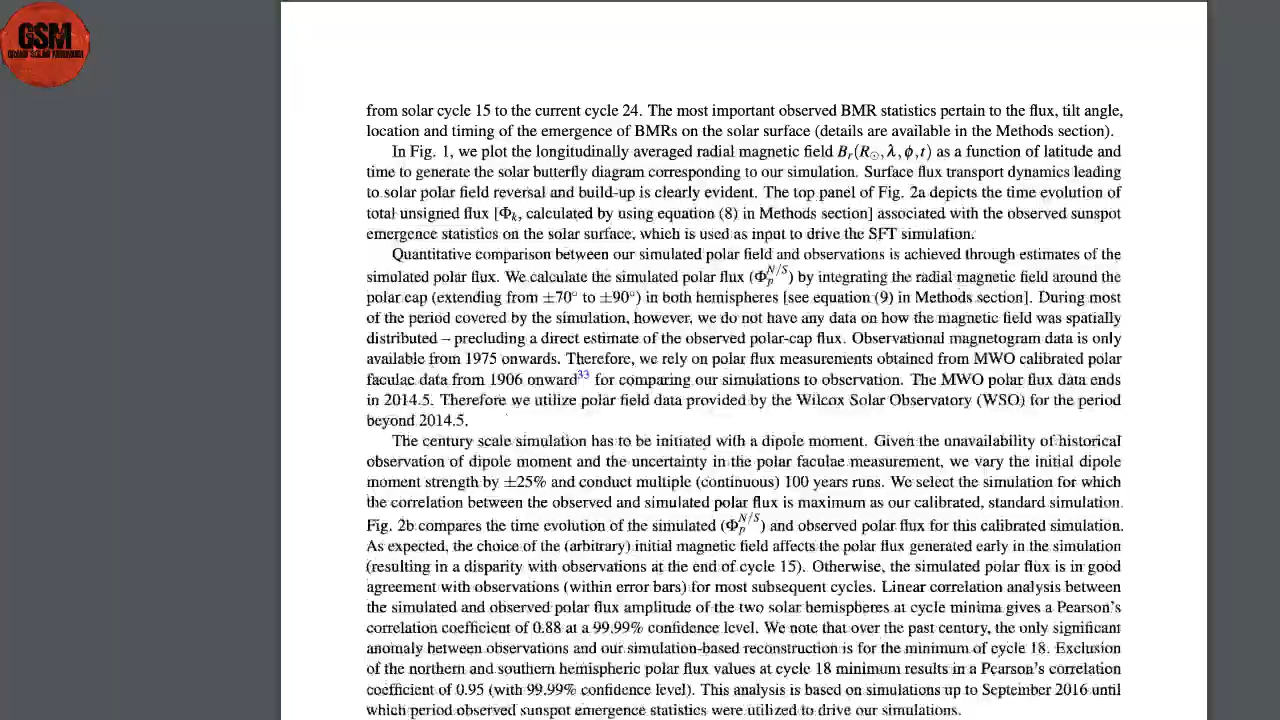 GSM
GRAND SOLAR MINIMUM
from solar cycle 15 to the current cycle 24. The most important observed BMR statistics pertain to the flux, tilt angle,
location and timing of the emergence of BMRs on the solar surface (details are available in the Methods section).
In Fig. 1, we plot the longitudinally averaged radial magnetic field Bᵣ(R☉,λ,ϕ,t) as a function of latitude and
time to generate the solar butterfly diagram corresponding to our simulation. Surface flux transport dynamics leading
to solar polar field reversal and build-up is clearly evident. The top panel of Fig. 2a depicts the time evolution of
total unsigned flux [Φₖ, calculated by using equation (8) in Methods section] associated with the observed sunspot
emergence statistics on the solar surface, which is used as input to drive the SFT simulation.
Quantitative comparison between our simulated polar field and observations is achieved through estimates of the
simulated polar flux. We calculate the simulated polar flux (Φₚᴺ/ˢ) by integrating the radial magnetic field around the
polar cap (extending from ±70° to ±90°) in both hemispheres [see equation (9) in Methods section]. During most
of the period covered by the simulation, however, we do not have any data on how the magnetic field was spatially
distributed – precluding a direct estimate of the observed polar-cap flux. Observational magnetogram data is only
available from 1975 onwards. Therefore, we rely on polar flux measurements obtained from MWO calibrated polar
faculae data from 1906 onward³³ for comparing our simulations to observation. The MWO polar flux data ends
in 2014.5. Therefore we utilize polar field data provided by the Wilcox Solar Observatory (WSO) for the period
beyond 2014.5.
The century scale simulation has to be initiated with a dipole moment. Given the unavailability of historical
observation of dipole moment and the uncertainty in the polar faculae measurement, we vary the initial dipole
moment strength by ±25% and conduct multiple (continuous) 100 years runs. We select the simulation for which
the correlation between the observed and simulated polar flux is maximum as our calibrated, standard simulation.
Fig. 2b compares the time evolution of the simulated (Φₚᴺ/ˢ) and observed polar flux for this calibrated simulation.
As expected, the choice of the (arbitrary) initial magnetic field affects the polar flux generated early in the simulation
(resulting in a disparity with observations at the end of cycle 15). Otherwise, the simulated polar flux is in good
agreement with observations (within error bars) for most subsequent cycles. Linear correlation analysis between
the simulated and observed polar flux amplitude of the two solar hemispheres at cycle minima gives a Pearson's
correlation coefficient of 0.88 at a 99.99% confidence level. We note that over the past century, the only significant
anomaly between observations and our simulation-based reconstruction is for the minimum of cycle 18. Exclusion
of the northern and southern hemispheric polar flux values at cycle 18 minimum results in a Pearson's correlation
coefficient of 0.95 (with 99.99% confidence level). This analysis is based on simulations up to September 2016 until
which period observed sunspot emergence statistics were utilized to drive our simulations.